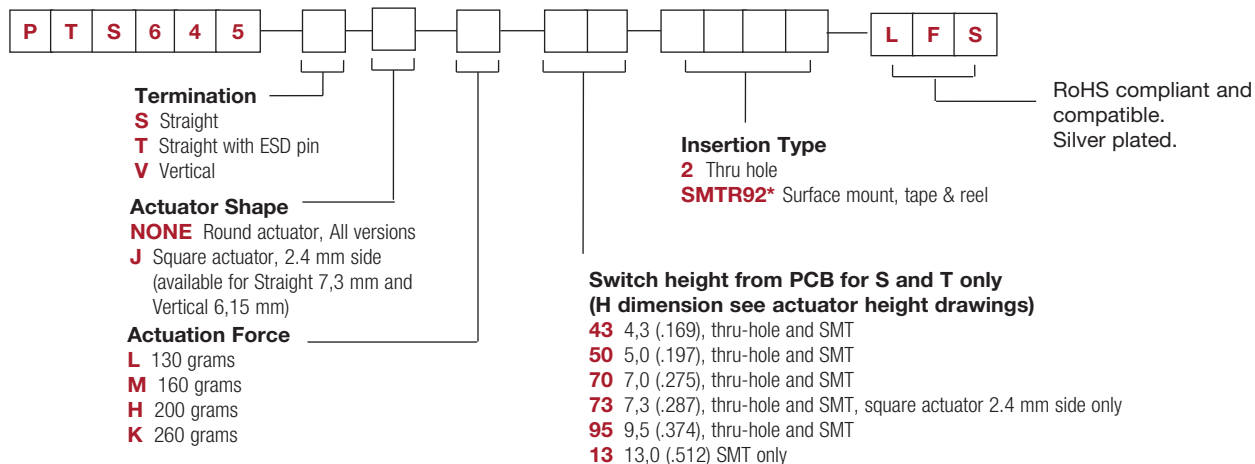 P T S 6 4 5 L F S
RoHS compliant and
compatible.
Silver plated.
Termination
S Straight
T Straight with ESD pin
V Vertical
Actuator Shape
NONE Round actuator, All versions
J Square actuator, 2.4 mm side
(available for Straight 7,3 mm and
Vertical 6,15 mm)
Actuation Force
L 130 grams
M 160 grams
H 200 grams
K 260 grams
Insertion Type
2 Thru hole
SMTR92* Surface mount, tape & reel
Switch height from PCB for S and T only
(H dimension see actuator height drawings)
43 4,3 (.169), thru-hole and SMT
50 5,0 (.197), thru-hole and SMT
70 7,0 (.275), thru-hole and SMT
73 7,3 (.287), thru-hole and SMT, square actuator 2.4 mm side only
95 9,5 (.374), thru-hole and SMT
13 13,0 (.512) SMT only